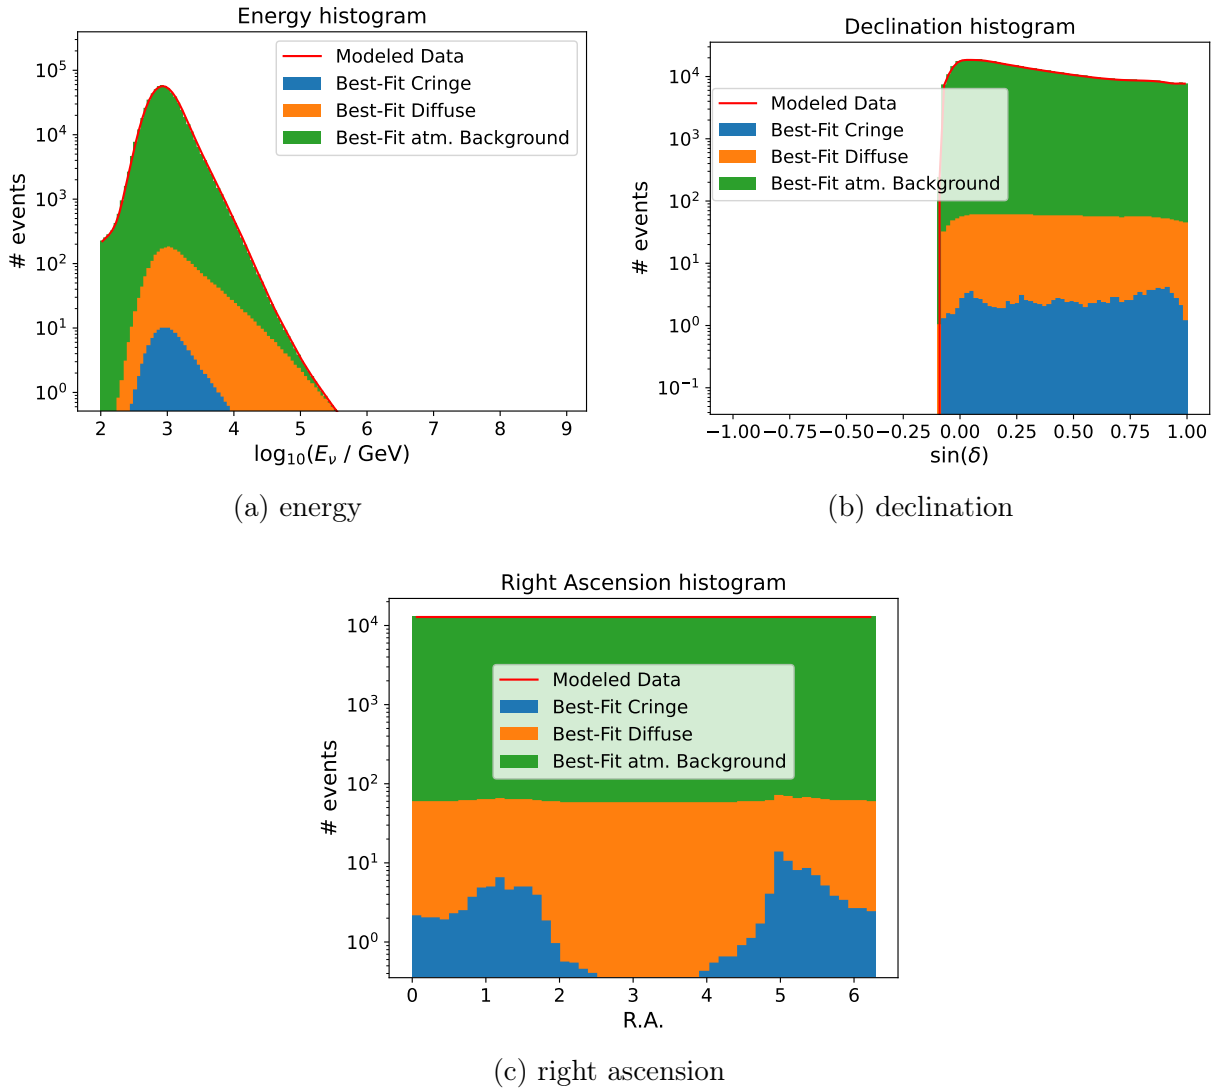 Energy histogram
# events
10^5
10^4
10^3
10^2
10^1
10^0
Modeled Data
Best-Fit Cringe
Best-Fit Diffuse
Best-Fit atm. Background
2 3 4 5 6 7 8 9
log_10(E_ν / GeV)
(a) energy
Declination histogram
# events
10^4
10^3
10^2
10^1
10^0
10^−1
Modeled Data
Best-Fit Cringe
Best-Fit Diffuse
Best-Fit atm. Background
−1.00 −0.75 −0.50 −0.25 0.00 0.25 0.50 0.75 1.00
sin(δ)
(b) declination
Right Ascension histogram
# events
10^4
10^3
10^2
10^1
10^0
Modeled Data
Best-Fit Cringe
Best-Fit Diffuse
Best-Fit atm. Background
0 1 2 3 4 5 6
R.A.
(c) right ascension